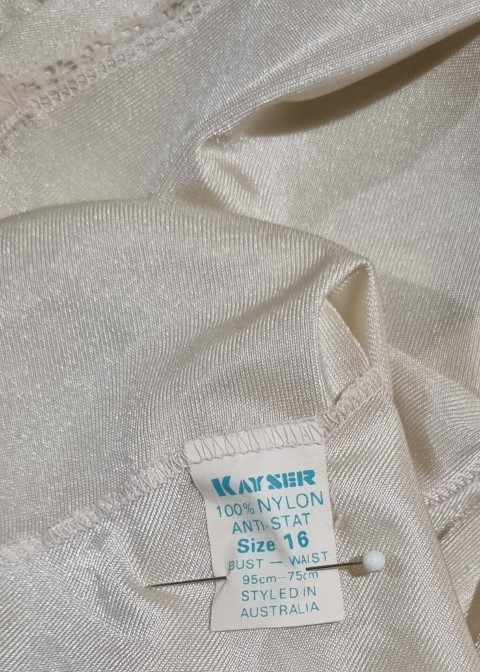 KAYSER
100% NYLON
ANTI-STAT
Size 16
BUST — WAIST
95cm-75cm
STYLED IN
AUSTRALIA